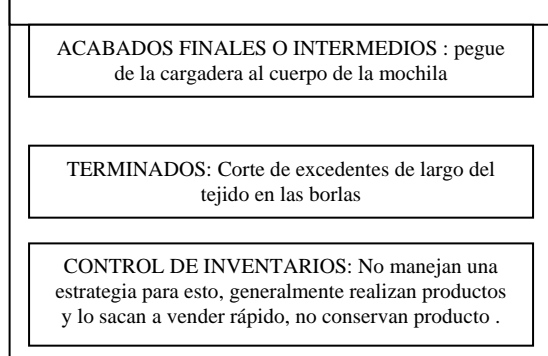 ACABADOS FINALES O INTERMEDIOS : pegue
de la cargadera al cuerpo de la mochila
TERMINADOS: Corte de excedentes de largo del
tejido en las borlas
CONTROL DE INVENTARIOS: No manejan una
estrategia para esto, generalmente realizan productos
y lo sacan a vender rápido, no conservan producto .